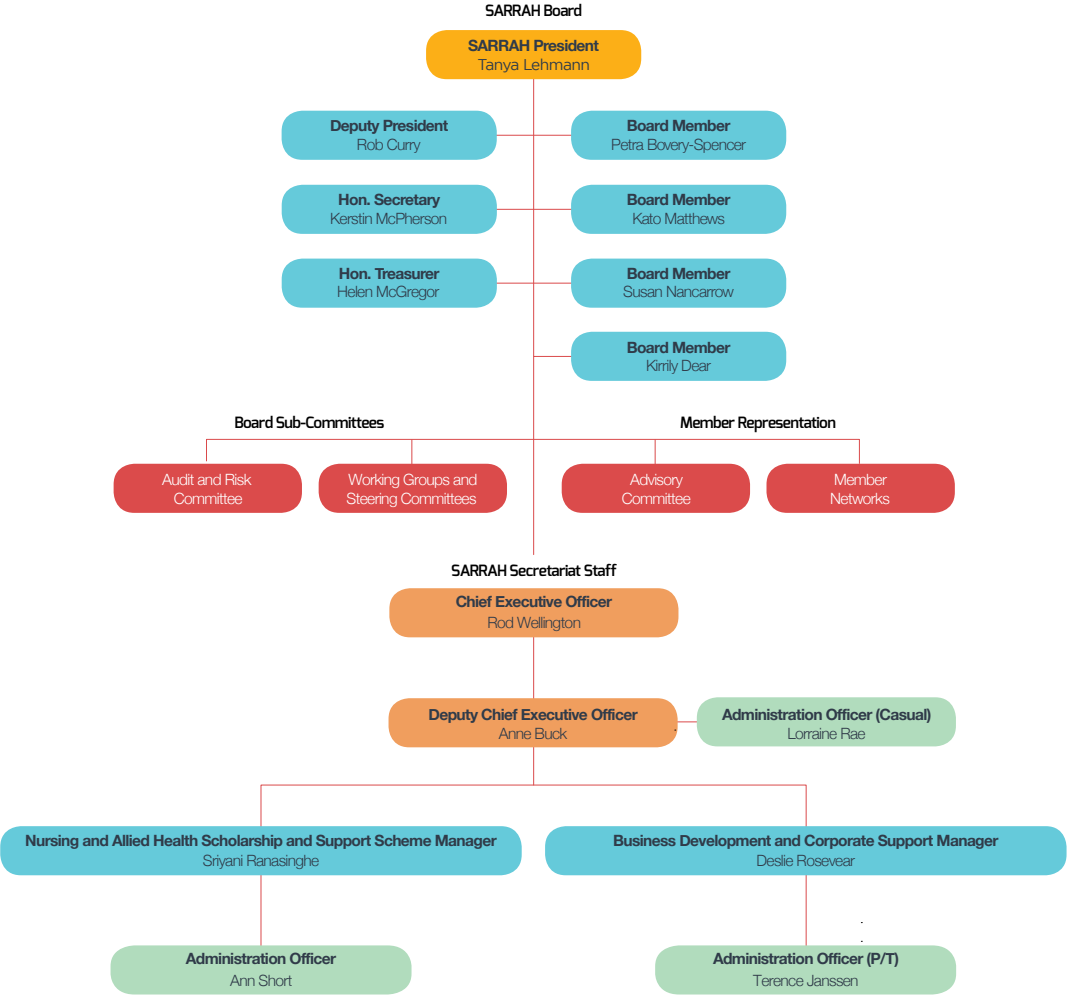 SARRAH Board
SARRAH President
Tanya Lehmann
Deputy President
Rob Curry
Board Member
Petra Bovery-Spencer
Hon. Secretary
Kerstin McPherson
Board Member
Kato Matthews
Hon. Treasurer
Helen McGregor
Board Member
Susan Nancarrow
Board Member
Kirrily Dear
Board Sub-Committees
Member Representation
Audit and Risk
Committee
Working Groups and
Steering Committees
Advisory
Committee
Member
Networks
SARRAH Secretariat Staff
Chief Executive Officer
Rod Wellington
Deputy Chief Executive Officer
Anne Buck
Administration Officer (Casual)
Lorraine Rae
Nursing and Allied Health Scholarship and Support Scheme Manager
Sriyani Ranasinghe
Business Development and Corporate Support Manager
Deslie Rosevear
Administration Officer
Ann Short
Administration Officer (P/T)
Terence Janssen